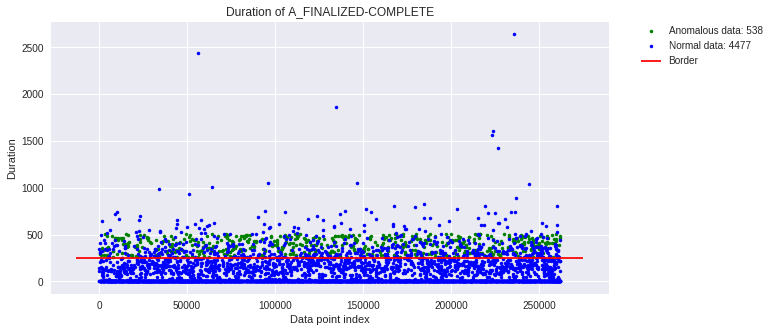 Duration of A_FINALIZED-COMPLETE
Anomalous data: 538
Normal data: 4477
Border
2500
2000
1500
1000
500
0
Duration
0
50000
100000
150000
200000
250000
Data point index